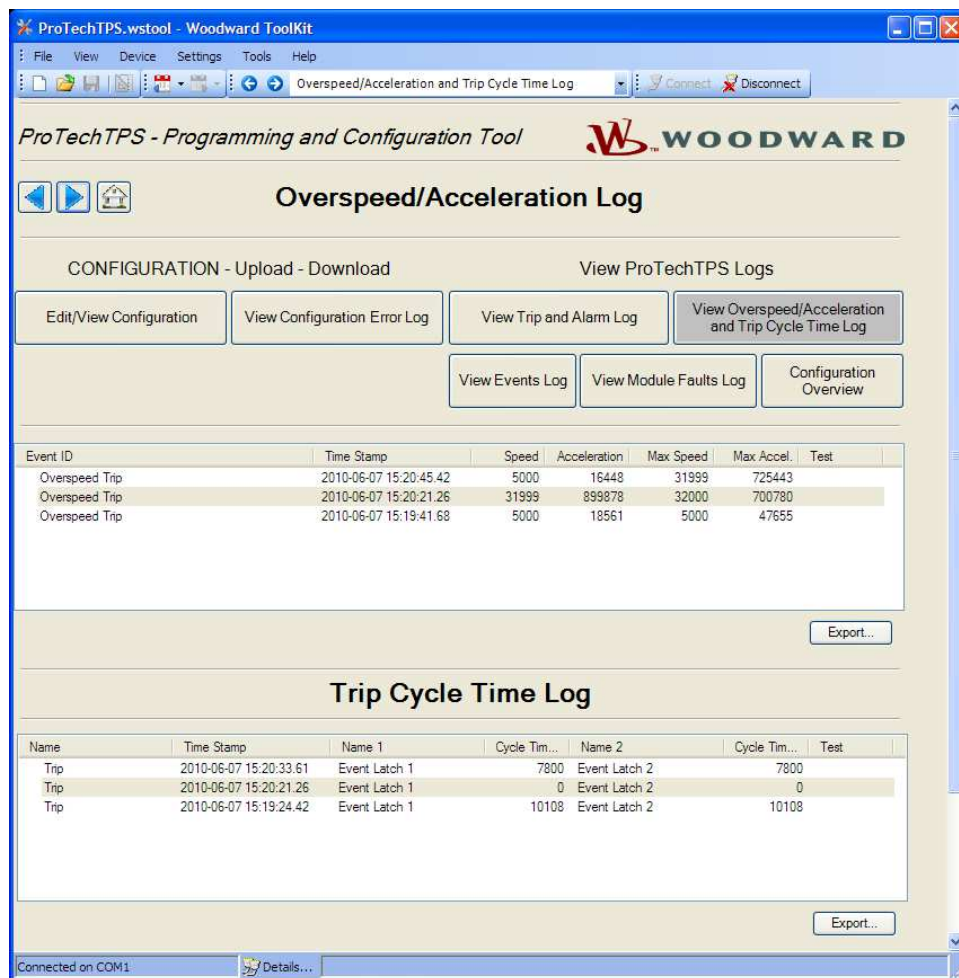 ProTechTPS.wstool - Woodward ToolKit
File View Device Settings Tools Help
Overspeed/Acceleration and Trip Cycle Time Log Connect Disconnect
ProTechTPS - Programming and Configuration Tool WOODWARD
Overspeed/Acceleration Log
CONFIGURATION - Upload - Download View ProTechTPS Logs
Edit/View Configuration View Configuration Error Log View Trip and Alarm Log View Overspeed/Acceleration
and Trip Cycle Time Log
View Events Log View Module Faults Log Configuration
Overview
Event ID Time Stamp Speed Acceleration Max Speed Max Accel. Test
Overspeed Trip 2010-06-07 15:20:45.42 5000 16448 31999 725443
Overspeed Trip 2010-06-07 15:20:21.26 31999 899878 32000 700780
Overspeed Trip 2010-06-07 15:19:41.68 5000 18561 5000 47655
Export...
Trip Cycle Time Log
Name Time Stamp Name 1 Cycle Tim... Name 2 Cycle Tim... Test
Trip 2010-06-07 15:20:33.61 Event Latch 1 7800 Event Latch 2 7800
Trip 2010-06-07 15:20:21.26 Event Latch 1 0 Event Latch 2 0
Trip 2010-06-07 15:19:24.42 Event Latch 1 10108 Event Latch 2 10108
Export...
Connected on COM1 Details...